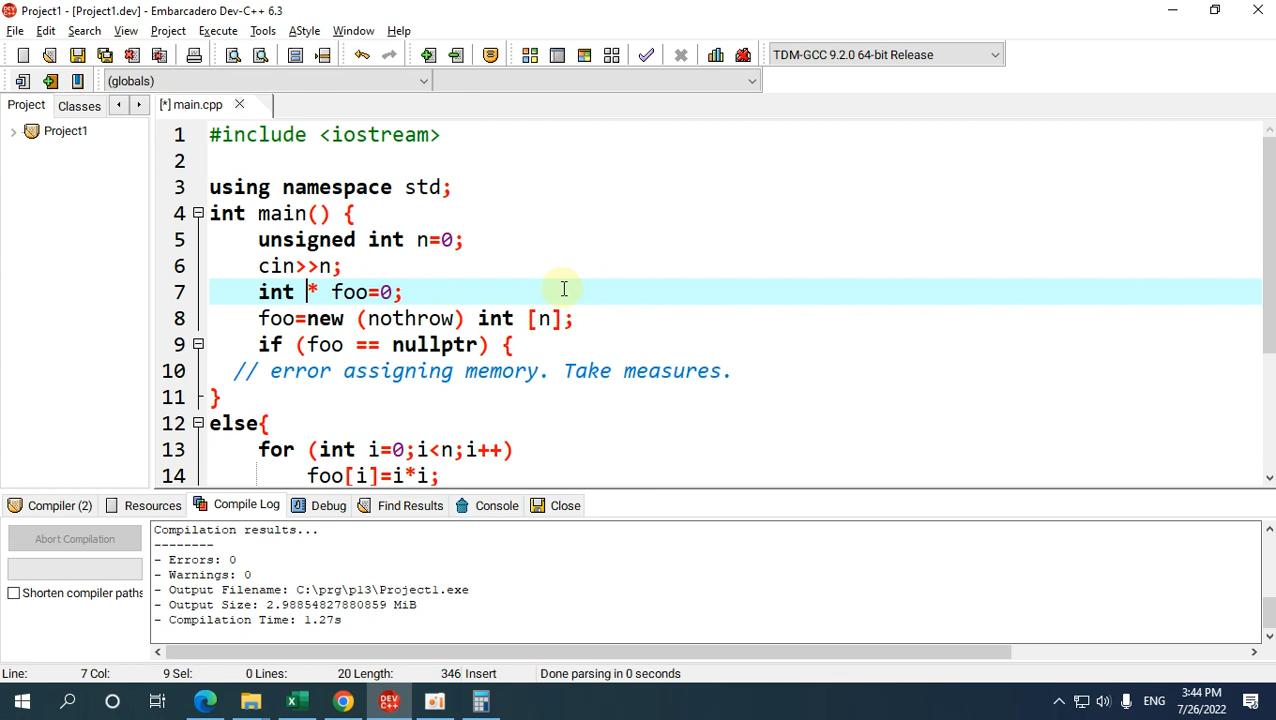 Project1 - [Project1.dev] - Embarcadero Dev-C++ 6.3
File Edit Search View Project Execute Tools AStyle Window Help
TDM-GCC 9.2.0 64-bit Release
(globals)
Project Classes [*] main.cpp
Project1
1 #include <iostream>
2
3 using namespace std;
4 int main() {
5 unsigned int n=0;
6 cin>>n;
7 int * foo=0;
8 foo=new (nothrow) int [n];
9 if (foo == nullptr) {
10 // error assigning memory. Take measures.
11 }
12 else{
13 for (int i=0;i<n;i++)
14 foo[i]=i*i;
Compiler (2) Resources Compile Log Debug Find Results Console Close
Abort Compilation
Shorten compiler paths
Compilation results...
--------
- Errors: 0
- Warnings: 0
- Output Filename: C:\prg\p13\Project1.exe
- Output Size: 2.98854827880859 MiB
- Compilation Time: 1.27s
Line: 7 Col: 9 Sel: 0 Lines: 20 Length: 346 Insert Done parsing in 0 seconds
DEV C++
ENG
3:44 PM
7/26/2022